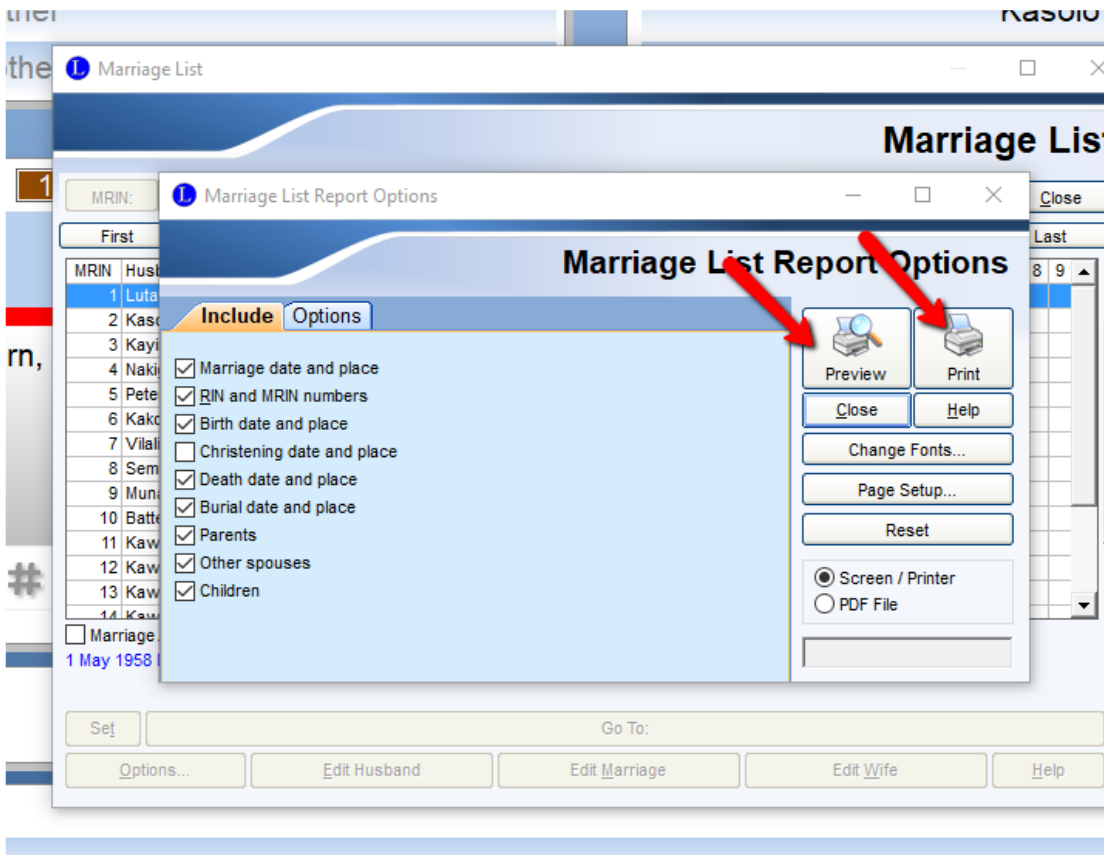 Marriage List
Marriage List Report Options
Marriage List Report Options
MRIN:
Close
First
Last
MRIN
8 9
1
2
3
4
5
6
7
8
9
10
11
12
13
14
Include Options
Marriage date and place
RIN and MRIN numbers
Birth date and place
Christening date and place
Death date and place
Burial date and place
Parents
Other spouses
Children
Preview Print
Close Help
Change Fonts...
Page Setup...
Reset
Screen / Printer
PDF File
Marriage
1 May 1958
Set Go To:
Options... Edit Husband Edit Marriage Edit Wife Help